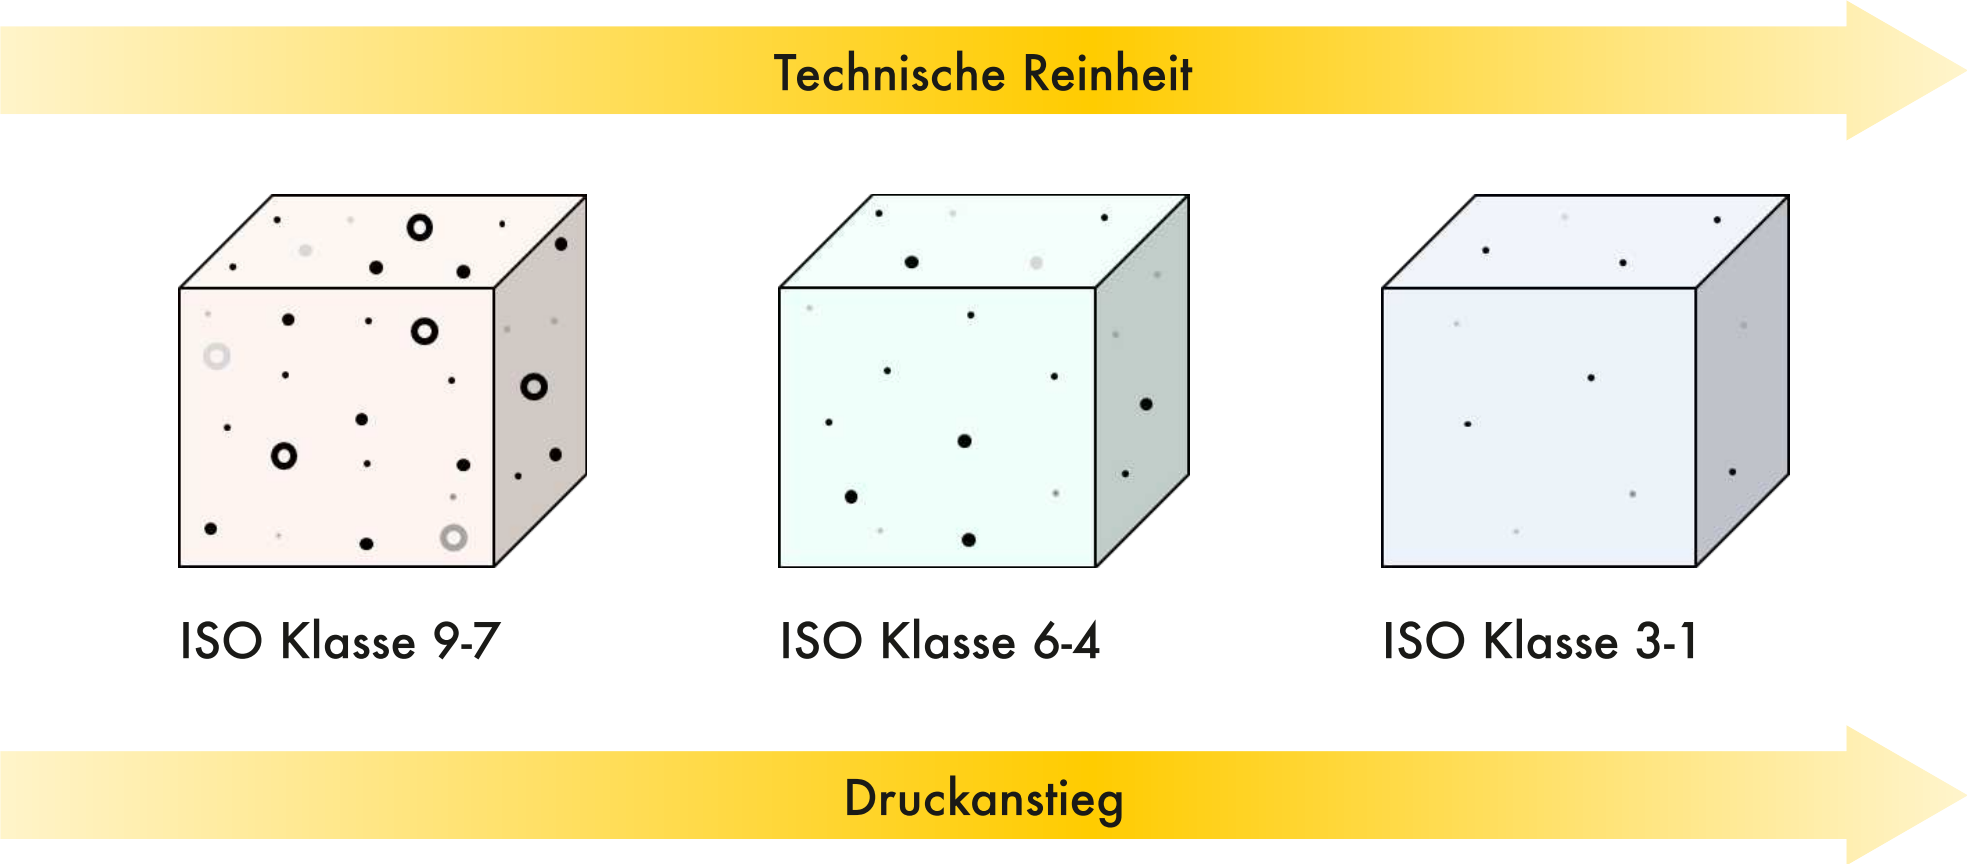 Technische Reinheit
ISO Klasse 9-7
ISO Klasse 6-4
ISO Klasse 3-1
Druckanstieg